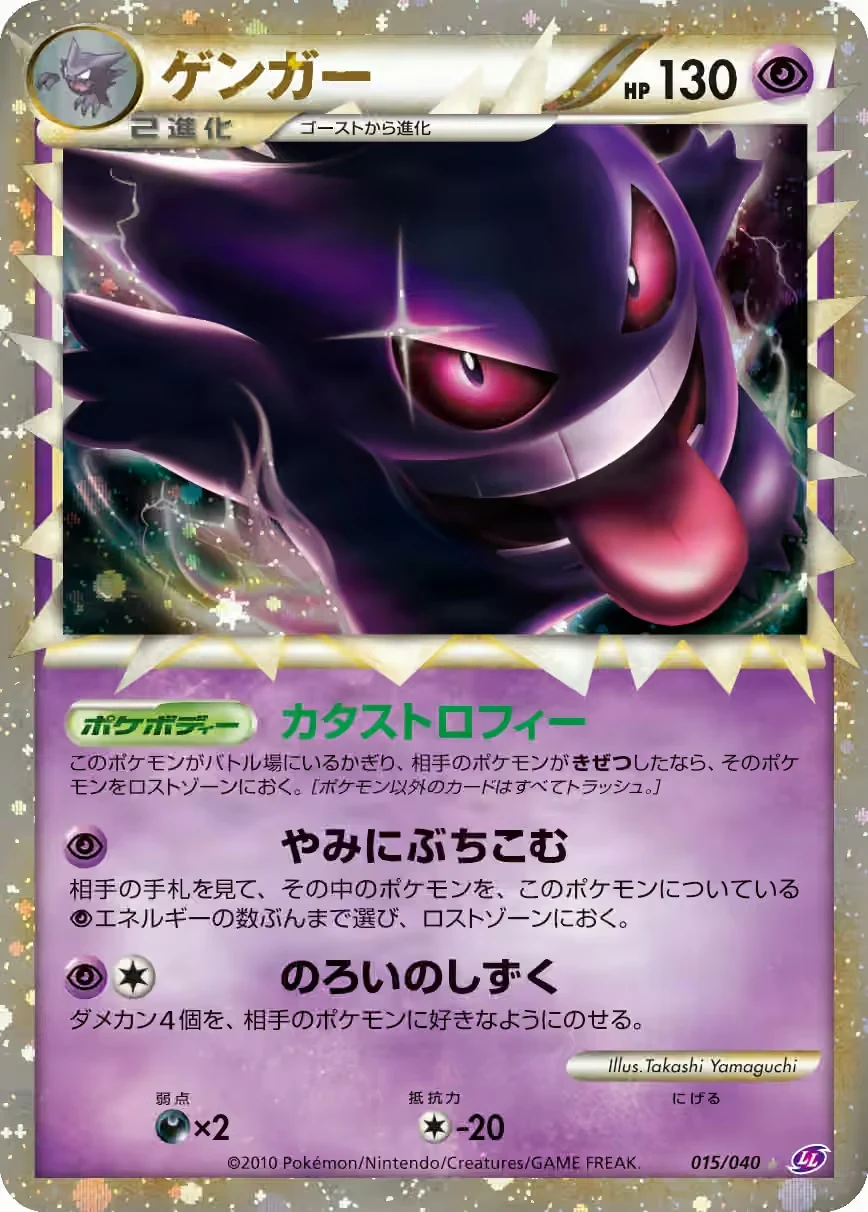 ゲンガー
HP 130
2進化
ゴーストから進化
ポケボディー カタストロフィー
このポケモンがバトル場にいるかぎり、相手のポケモンがきぜつしたなら、そのポケ
モンをロストゾーンにおく。[ポケモン以外のカードはすべてトラッシュ。]
やみにぶちこむ
相手の手札を見て、その中のポケモンを、このポケモンについている
エネルギーの数ぶんまで選び、ロストゾーンにおく。
のろいのしずく
ダメカン4個を、相手のポケモンに好きなようにのせる。
Illus.Takashi Yamaguchi
弱点 抵抗力 にげる
×2 -20
©2010 Pokémon/Nintendo/Creatures/GAME FREAK. 015/040 LL